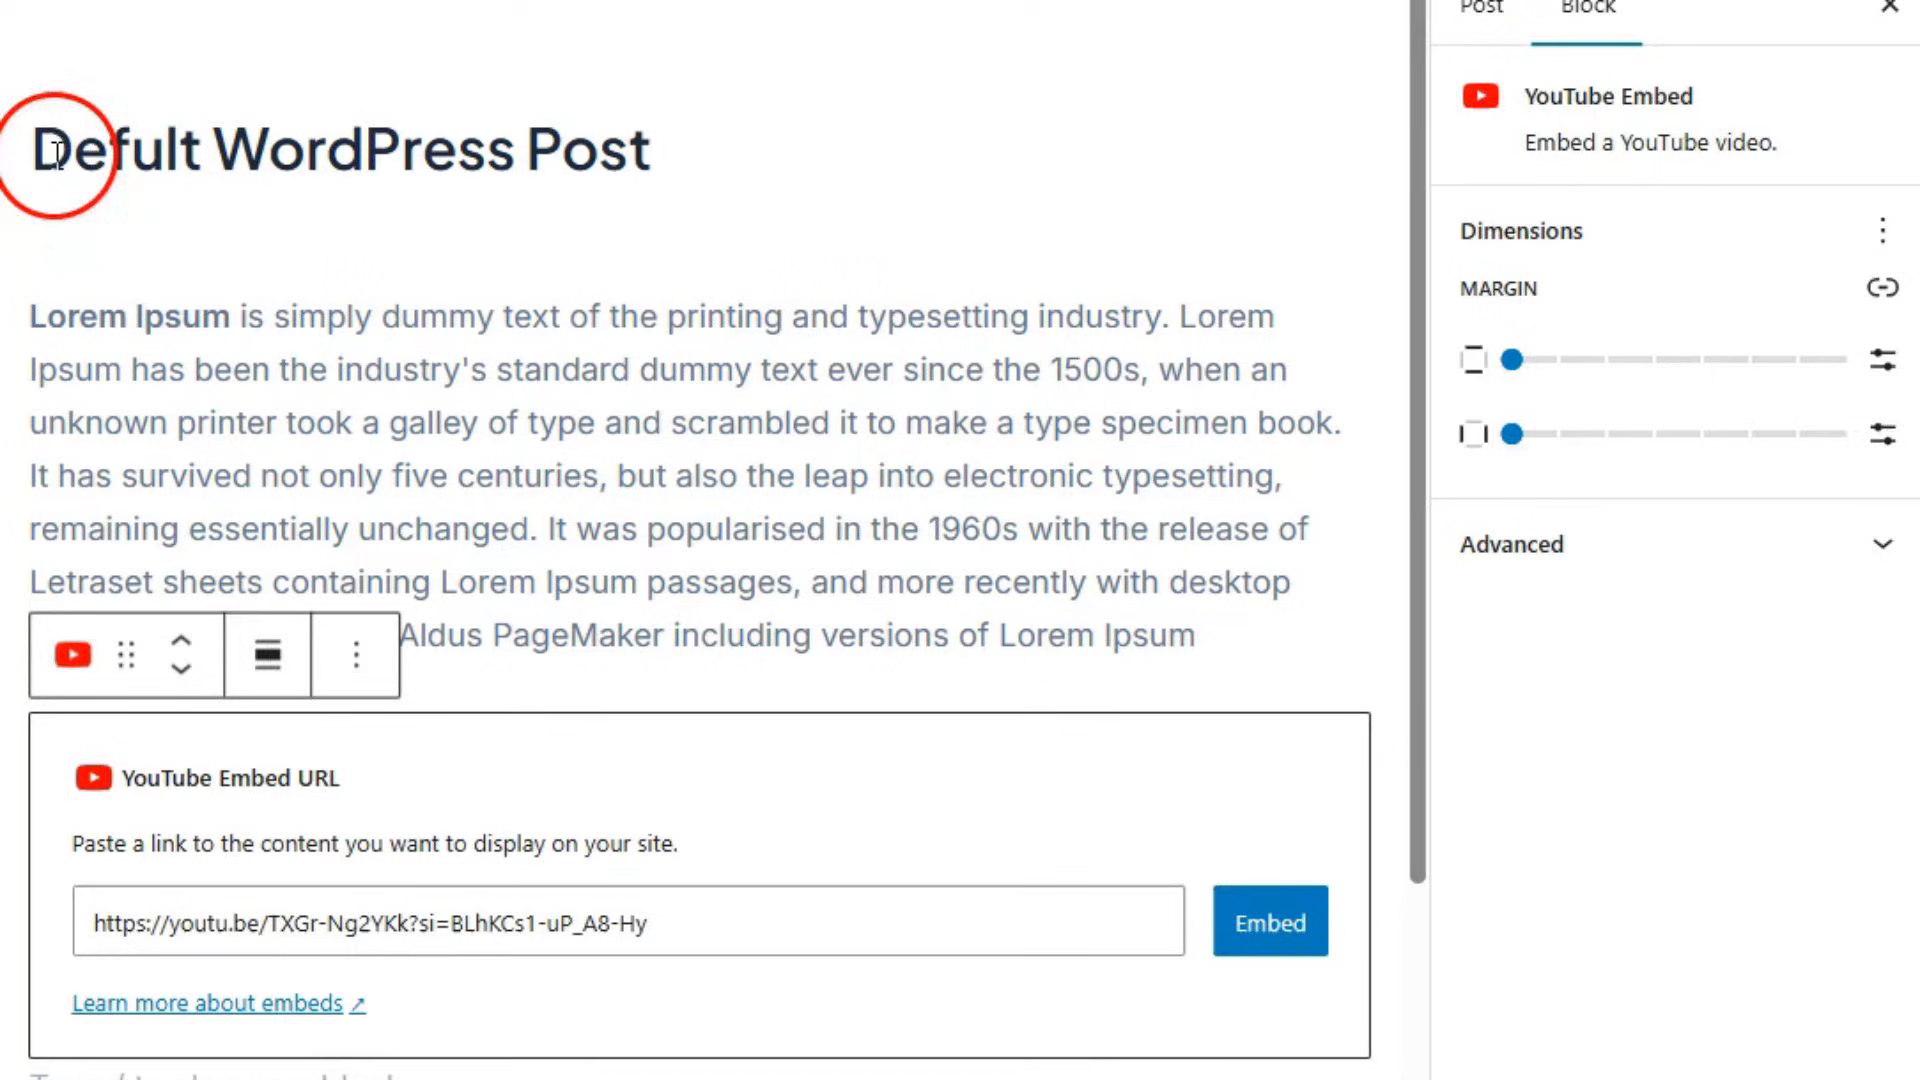 Post Block
Defult WordPress Post
YouTube Embed
Embed a YouTube video.
Dimensions
MARGIN
Lorem Ipsum is simply dummy text of the printing and typesetting industry. Lorem
Ipsum has been the industry's standard dummy text ever since the 1500s, when an
unknown printer took a galley of type and scrambled it to make a type specimen book.
It has survived not only five centuries, but also the leap into electronic typesetting,
remaining essentially unchanged. It was popularised in the 1960s with the release of
Letraset sheets containing Lorem Ipsum passages, and more recently with desktop
Aldus PageMaker including versions of Lorem Ipsum
Advanced
YouTube Embed URL
Paste a link to the content you want to display on your site.
https://youtu.be/TXGr-Ng2YKk?si=BLhKCs1-uP_A8-Hy
Embed
Learn more about embeds ↗